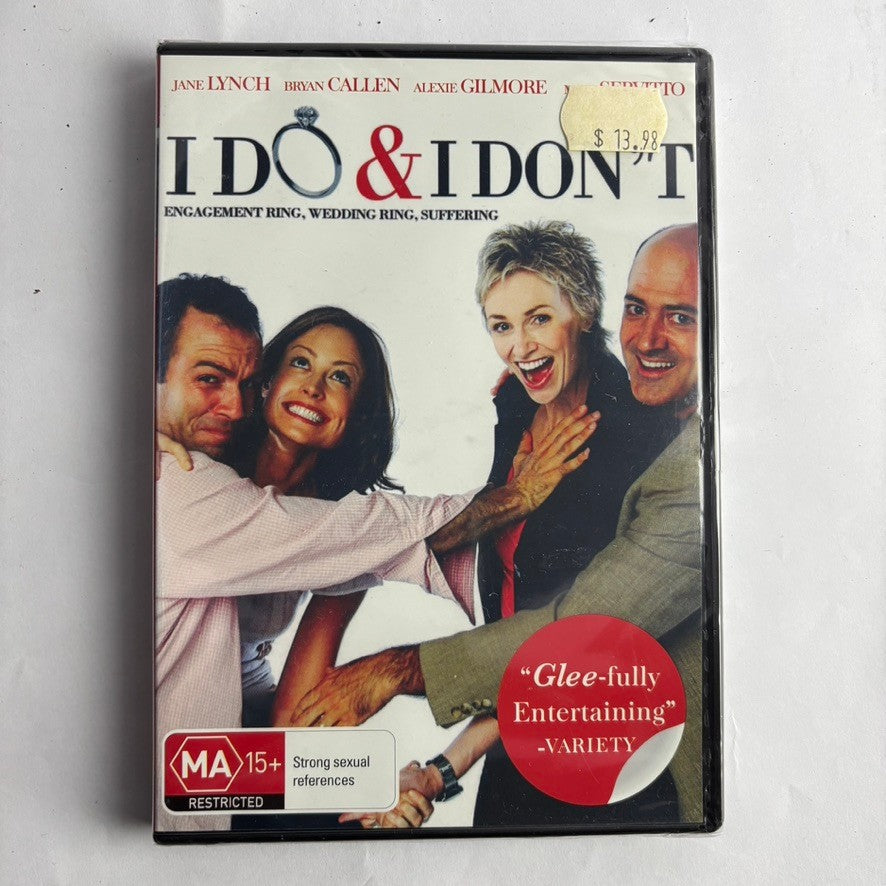 JANE LYNCH BRYAN CALLEN ALEXIE GILMORE SERVITTO
$ 13.98
I DO & I DON'T
ENGAGEMENT RING, WEDDING RING, SUFFERING
"Glee-fully
Entertaining"
-VARIETY
MA 15+
RESTRICTED
Strong sexual
references